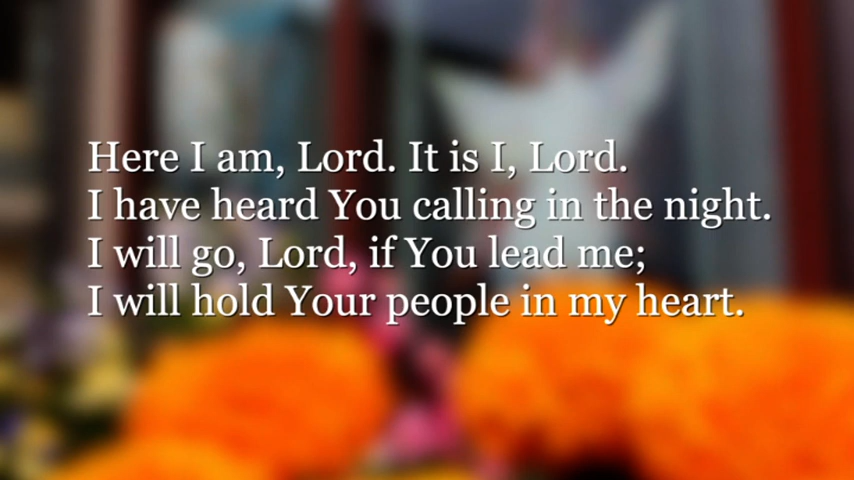 Here I am, Lord. It is I, Lord.
I have heard You calling in the night.
I will go, Lord, if You lead me;
I will hold Your people in my heart.